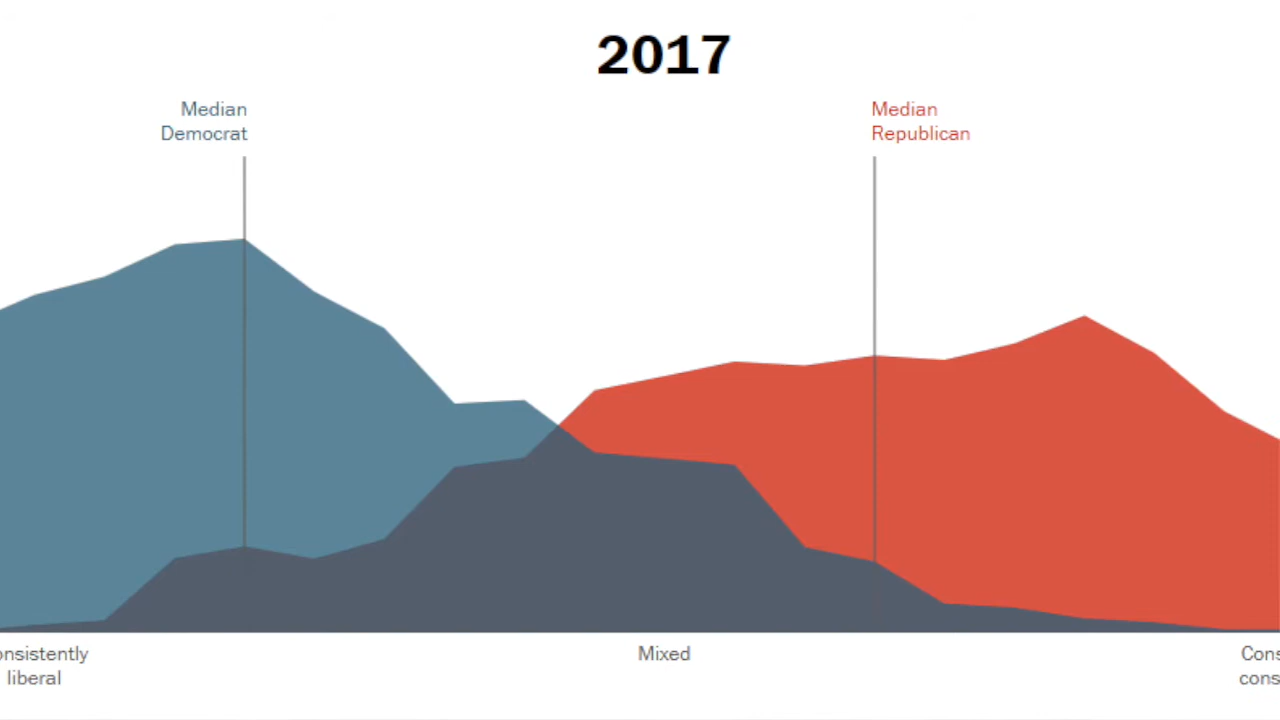 2017
Median
Democrat
Median
Republican
onsistently
liberal
Mixed
Cons
cons